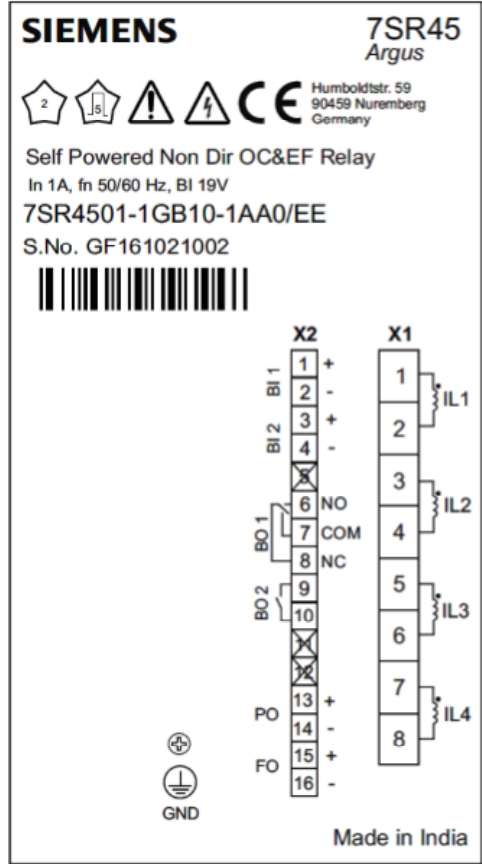 SIEMENS
7SR45
Argus
2
5
CE
Humboldtstr. 59
90459 Nuremberg
Germany
Self Powered Non Dir OC&EF Relay
In 1A, fn 50/60 Hz, BI 19V
7SR4501-1GB10-1AA0/EE
S.No. GF161021002
X2
BI 1
1 +
2 -
BI 2
3 +
4 -
5
BO 1
6 NO
7 COM
8 NC
BO 2
9
10
11
12
PO
13 +
14 -
FO
15 +
16 -
X1
1
2
IL1
3
4
IL2
5
6
IL3
7
8
IL4
GND
Made in India